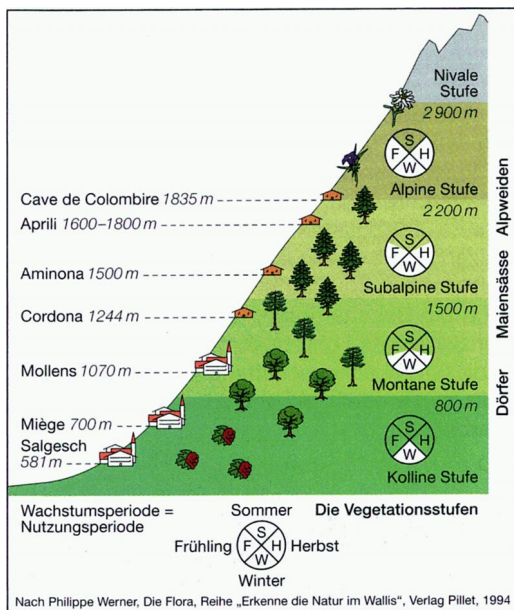 Nivale
Stufe
2900 m
S
F H
W
Alpine Stufe
2200 m
S
F H
W
Subalpine Stufe
1500 m
S
F H
W
Montane Stufe
800 m
S
F H
W
Kolline Stufe
Alpweiden
Maiensässe
Dörfer
Cave de Colombire 1835 m
Aprili 1600–1800 m
Aminona 1500 m
Cordona 1244 m
Mollens 1070 m
Miège 700 m
Salgesch
581 m
Wachstumsperiode =
Nutzungsperiode
Sommer
Frühling
S
F H
W
Herbst
Winter
Die Vegetationsstufen
Nach Philippe Werner, Die Flora, Reihe „Erkenne die Natur im Wallis“, Verlag Pillet, 1994